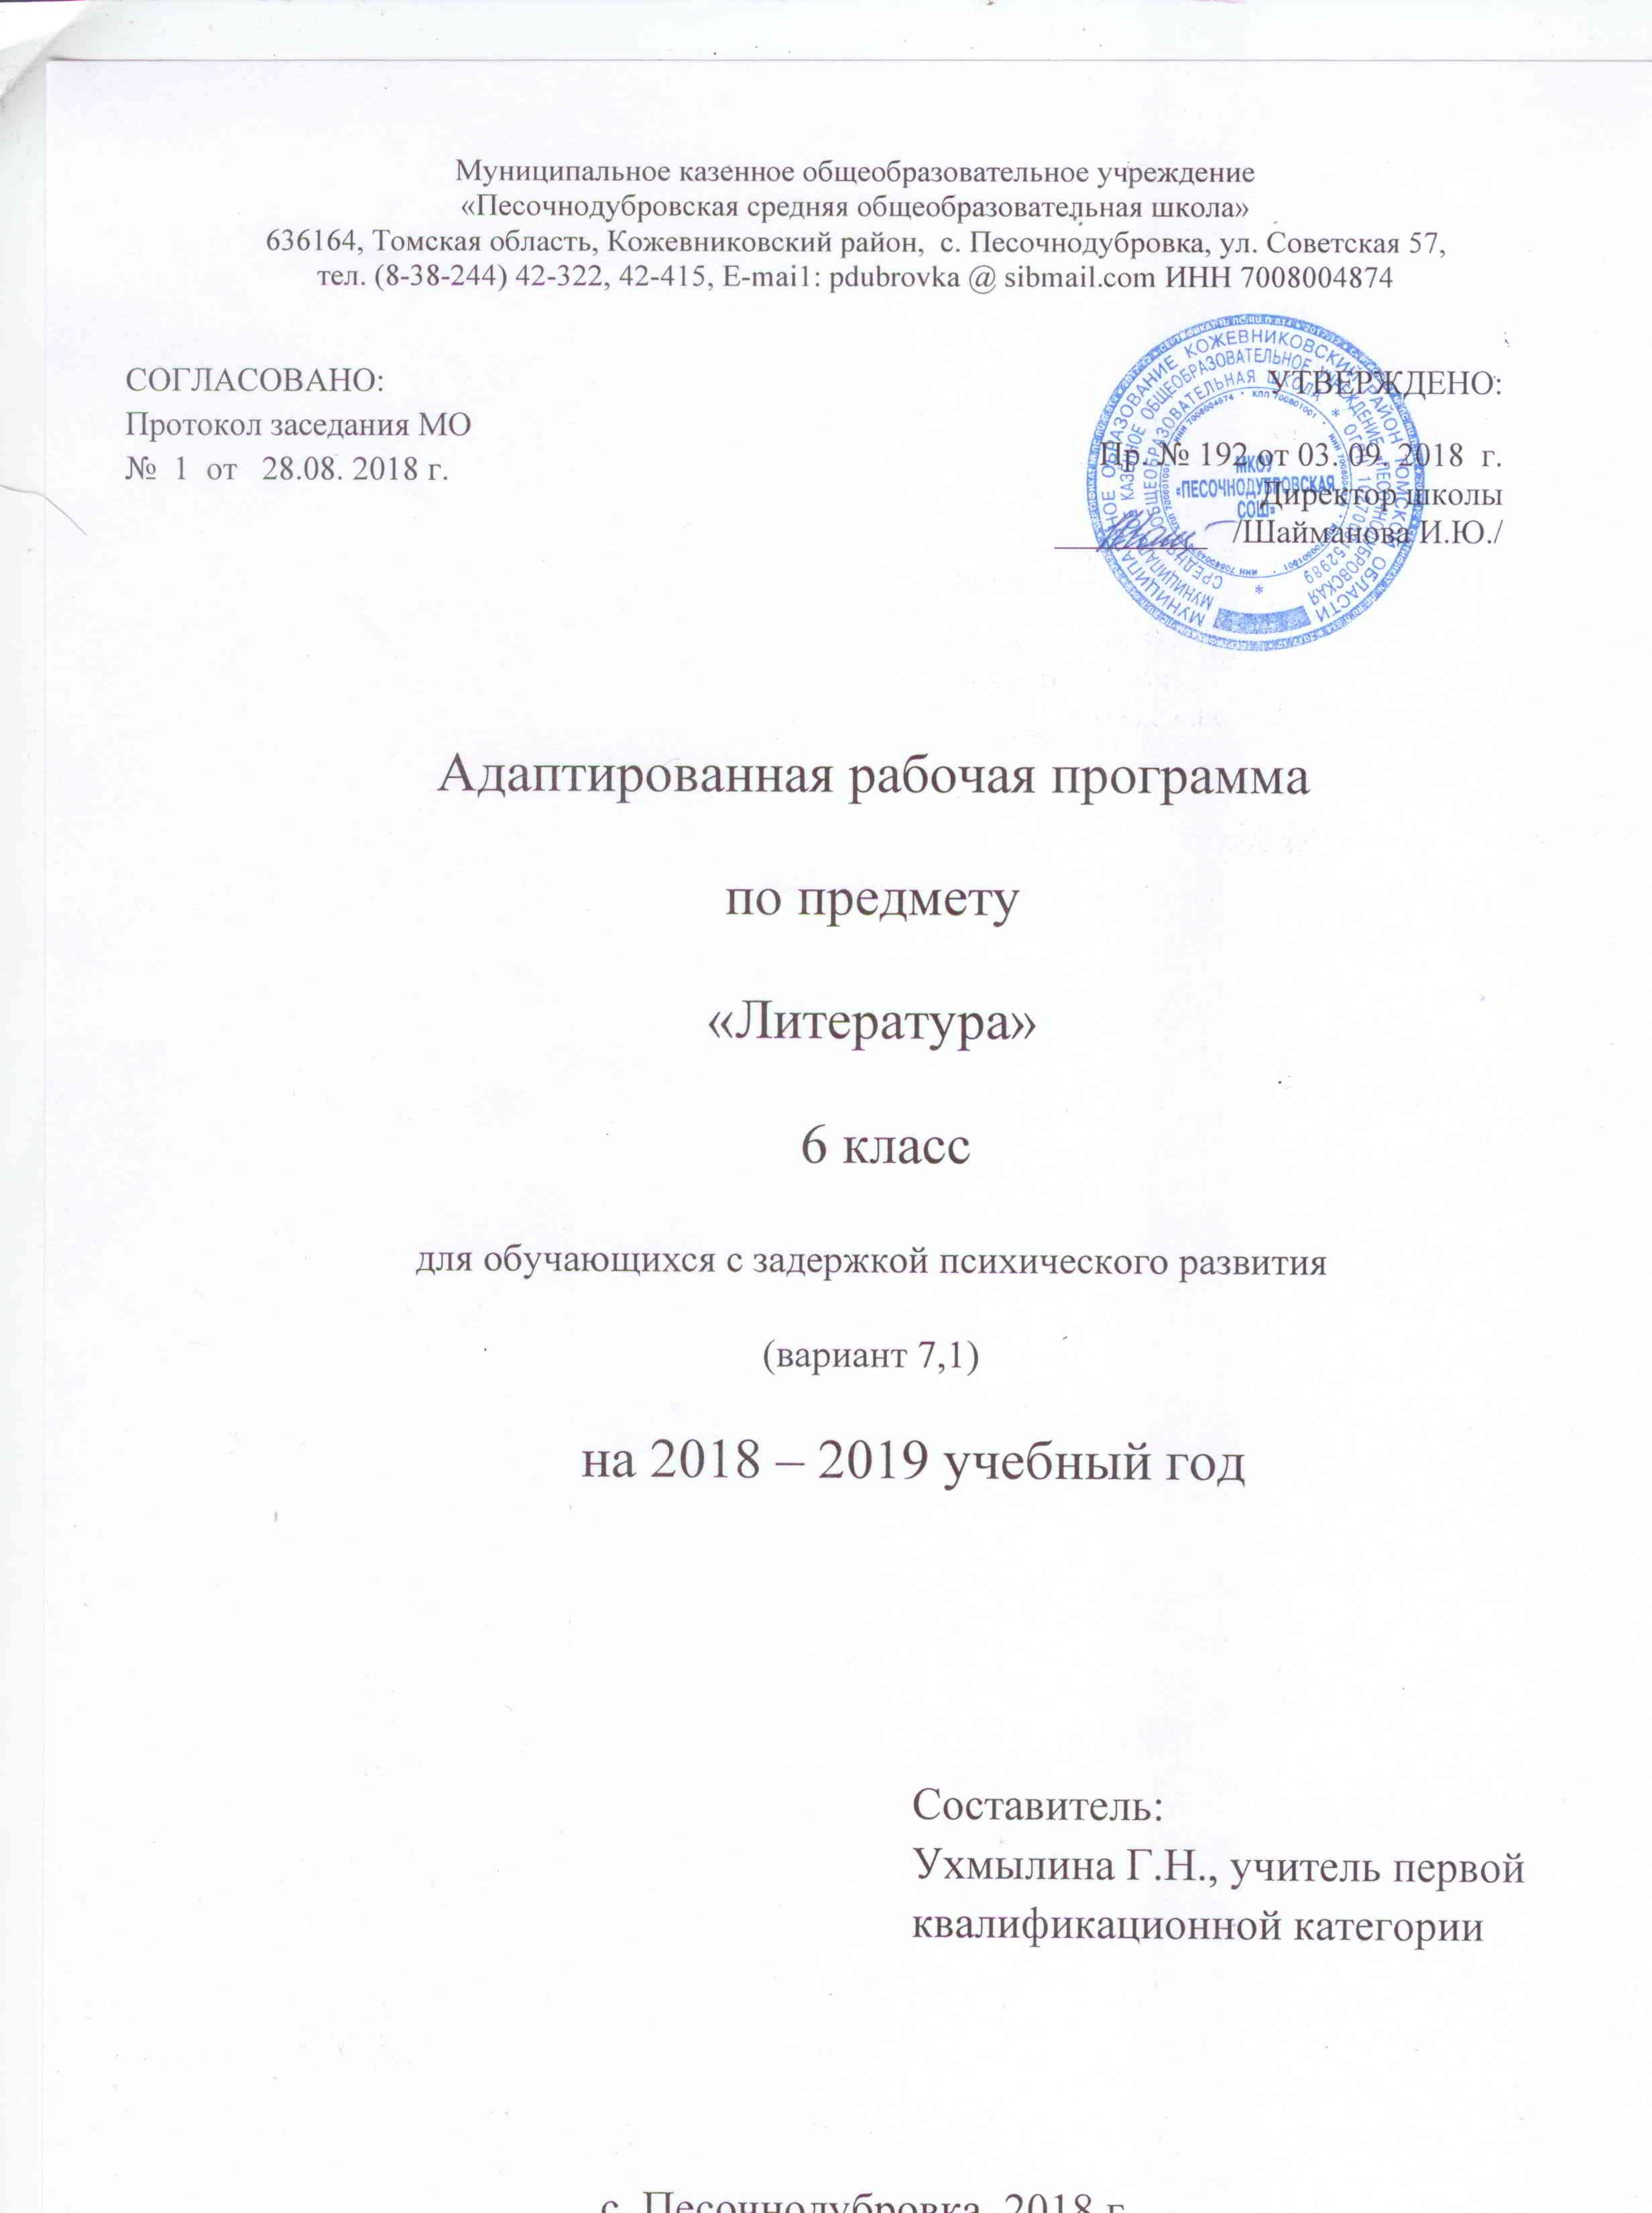 Муниципальное казенное общеобразовательное учреждение
«Песочнодубровская средняя общеобразовательная школа»
636164, Томская область, Кожевниковский район, с. Песочнодубровка, ул. Советская 57,
тел. (8-38-244) 42-322, 42-415, E-mail: pdubrovka @ sibmail.com ИНН 7008004874
СОГЛАСОВАНО:
Протокол заседания МО
№ 1 от 28.08. 2018 г.
УТВЕРЖДЕНО:
Пр. № 192 от 03. 09. 2018 г.
Директор школы
/Шайманова И.Ю./
МКОУ
«ПЕСОЧНОДУБРОВСКАЯ
СОШ»
Адаптированная рабочая программа
по предмету
«Литература»
6 класс
для обучающихся с задержкой психического развития
(вариант 7,1)
на 2018 – 2019 учебный год
Составитель:
Ухмылина Г.Н., учитель первой
квалификационной категории
с. Песочнодубровка, 2018 г.